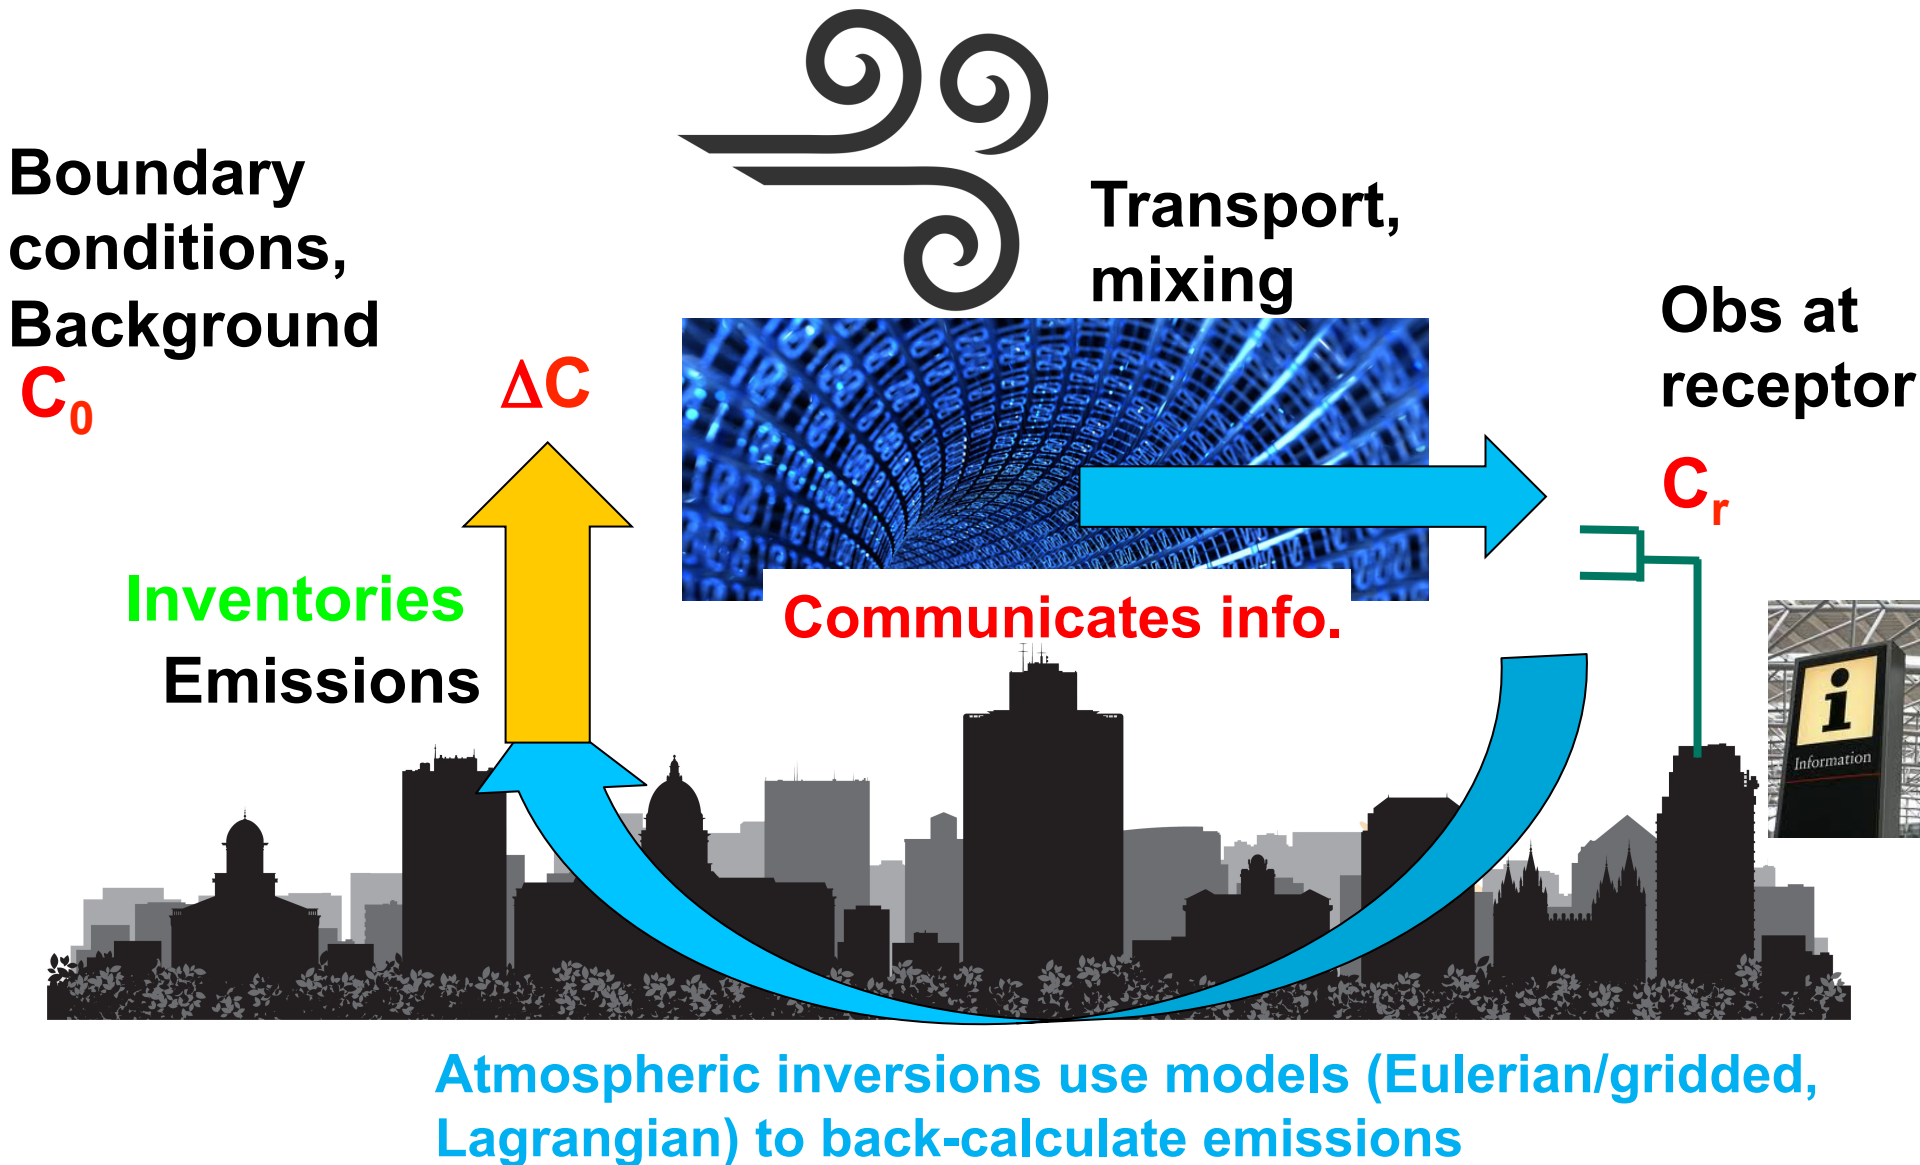 Boundary
conditions,
Background
C₀
ΔC
Transport,
mixing
Obs at
receptor
Cᵣ
Inventories
Emissions
Communicates info.
i
Information
Atmospheric inversions use models (Eulerian/gridded,
Lagrangian) to back-calculate emissions